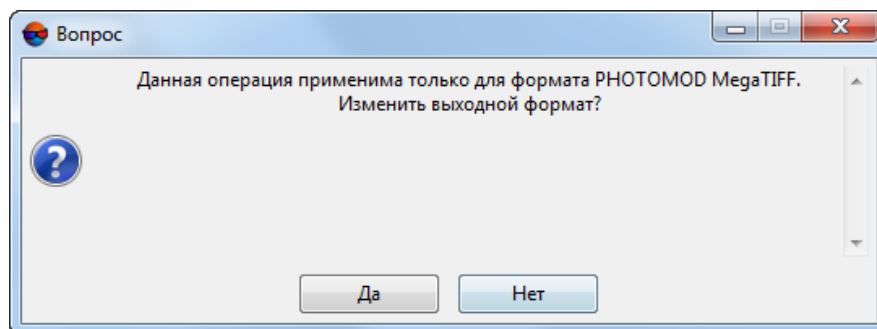 Вопрос
Данная операция применима только для формата PHOTOMOD MegaTIFF.
Изменить выходной формат?
Да
Нет